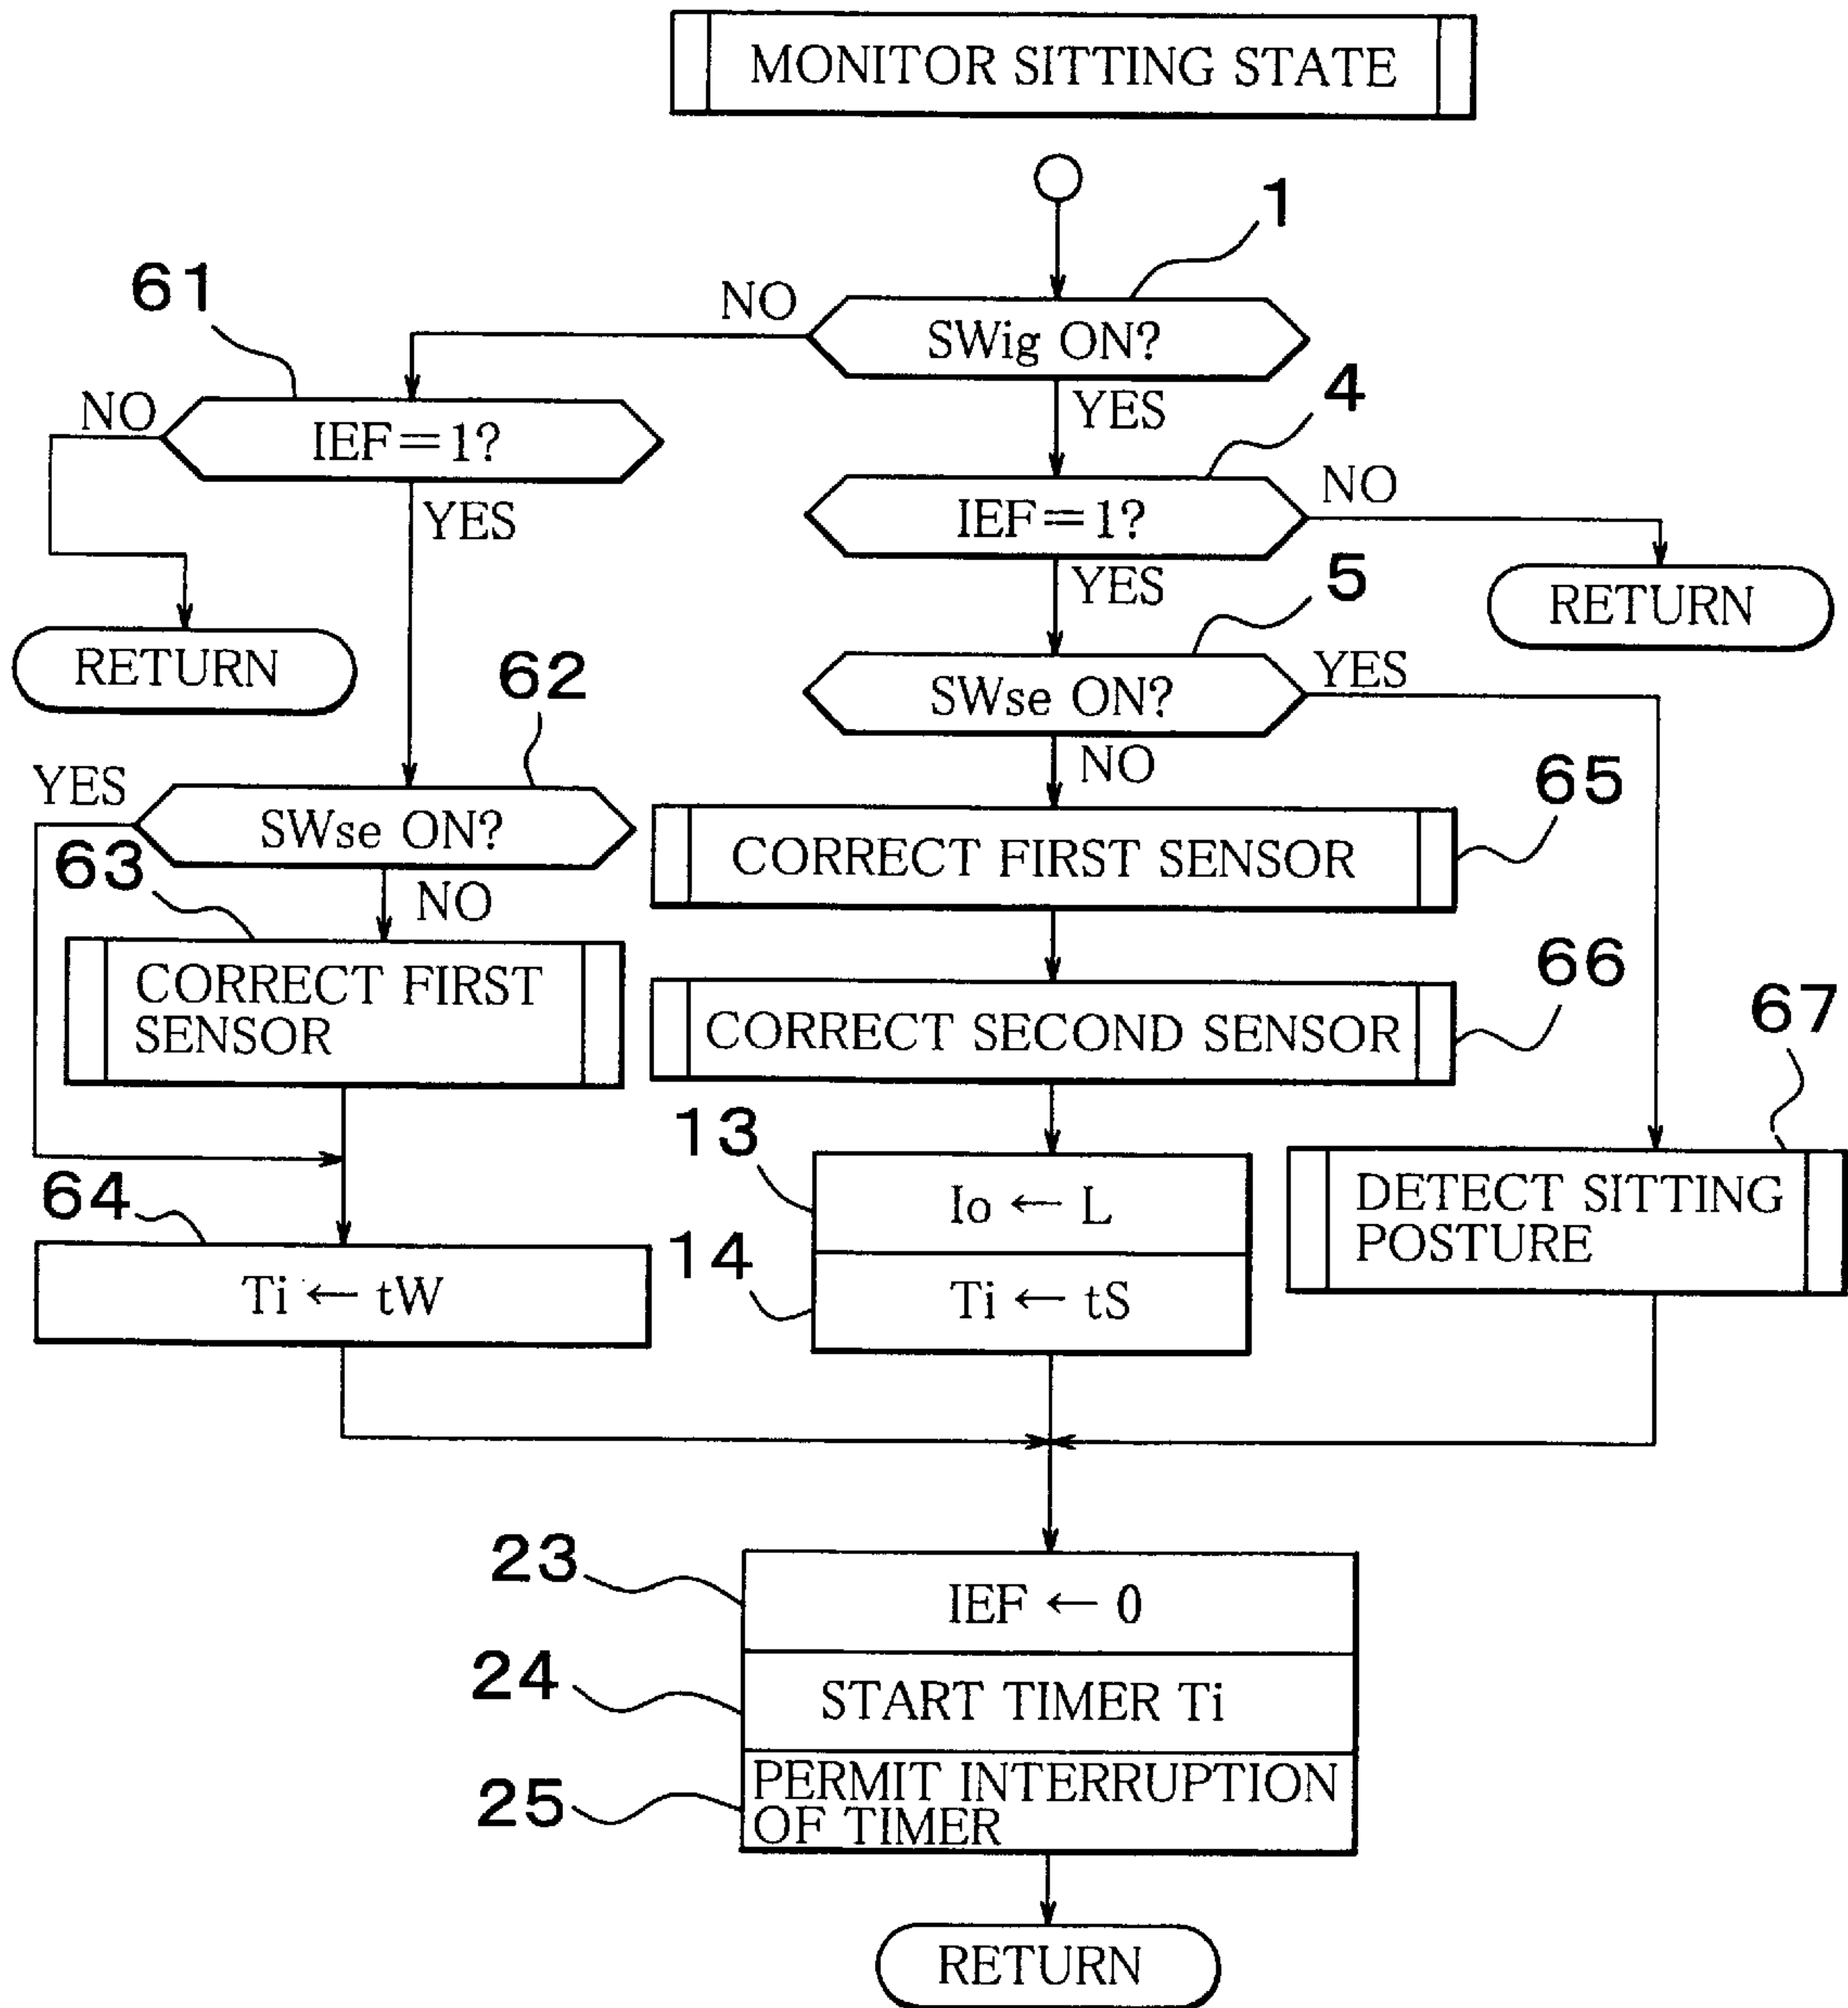 MONITOR SITTING STATE
1
NO
SWig ON?
61
YES
4
NO
IEF=1?
IEF=1?
NO
YES
YES
5
RETURN
RETURN
62
SWse ON?
YES
NO
YES
SWse ON?
65
63
NO
CORRECT FIRST SENSOR
66
CORRECT FIRST
SENSOR
CORRECT SECOND SENSOR
67
13
Io ← L
DETECT SITTING
POSTURE
64
14
Ti ← tW
Ti ← tS
23
IEF ← 0
24
START TIMER Ti
25
PERMIT INTERRUPTION
OF TIMER
RETURN